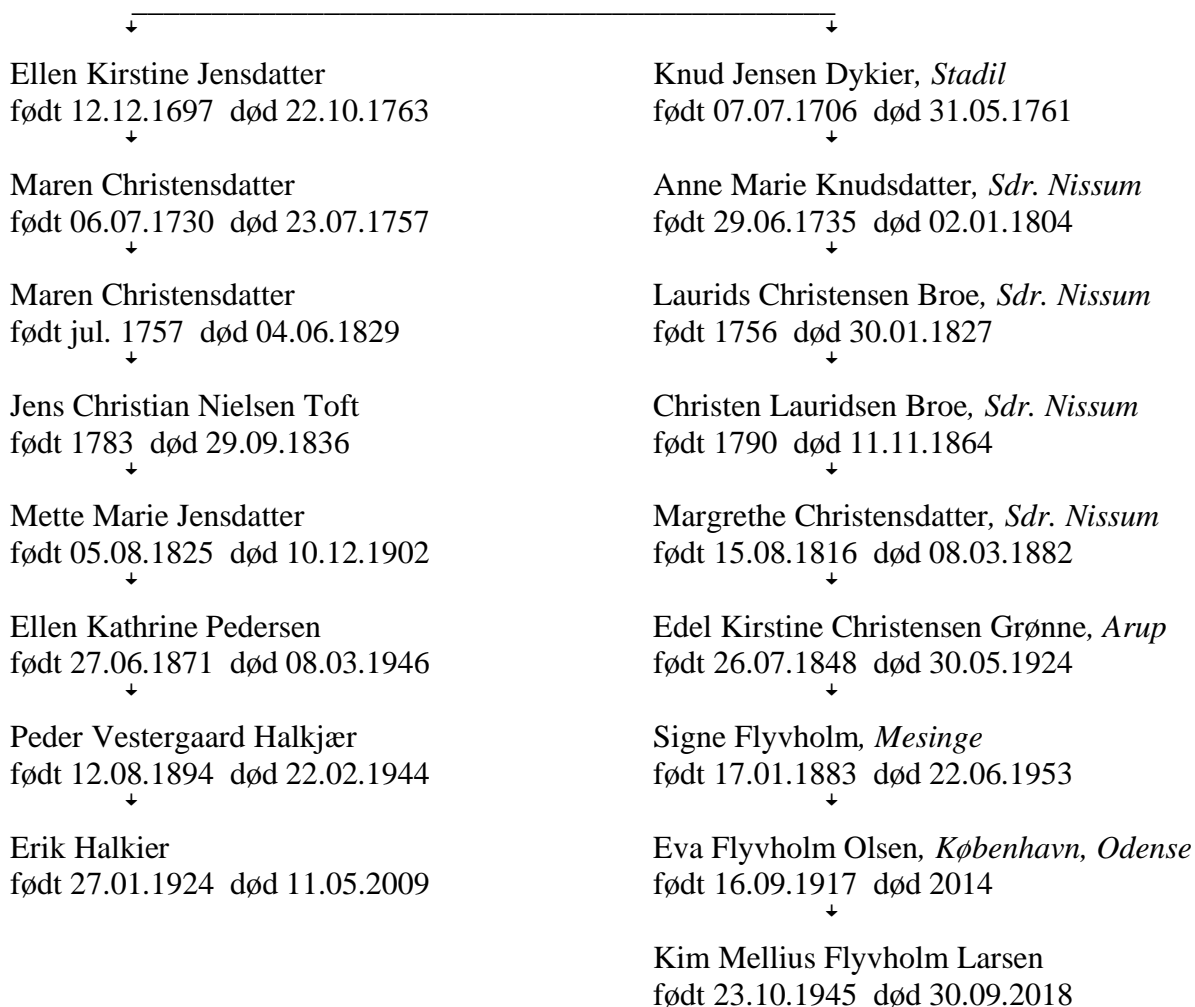 Ellen Kirstine Jensdatter
født 12.12.1697 død 22.10.1763
Maren Christensdatter
født 06.07.1730 død 23.07.1757
Maren Christensdatter
født jul. 1757 død 04.06.1829
Jens Christian Nielsen Toft
født 1783 død 29.09.1836
Mette Marie Jensdatter
født 05.08.1825 død 10.12.1902
Ellen Kathrine Pedersen
født 27.06.1871 død 08.03.1946
Peder Vestergaard Halkjær
født 12.08.1894 død 22.02.1944
Erik Halkier
født 27.01.1924 død 11.05.2009
Knud Jensen Dykier, Stadil
født 07.07.1706 død 31.05.1761
Anne Marie Knudsdatter, Sdr. Nissum
født 29.06.1735 død 02.01.1804
Laurids Christensen Broe, Sdr. Nissum
født 1756 død 30.01.1827
Christen Lauridsen Broe, Sdr. Nissum
født 1790 død 11.11.1864
Margrethe Christensdatter, Sdr. Nissum
født 15.08.1816 død 08.03.1882
Edel Kirstine Christensen Grønne, Arup
født 26.07.1848 død 30.05.1924
Signe Flyvholm, Mesinge
født 17.01.1883 død 22.06.1953
Eva Flyvholm Olsen, København, Odense
født 16.09.1917 død 2014
Kim Mellius Flyvholm Larsen
født 23.10.1945 død 30.09.2018